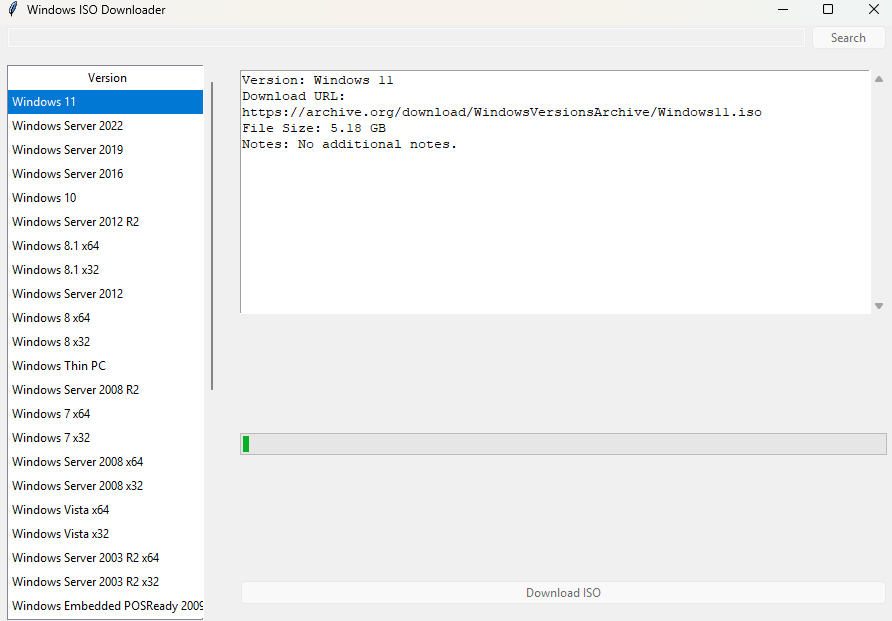 Windows ISO Downloader
Search
Version
Windows 11
Windows Server 2022
Windows Server 2019
Windows Server 2016
Windows 10
Windows Server 2012 R2
Windows 8.1 x64
Windows 8.1 x32
Windows Server 2012
Windows 8 x64
Windows 8 x32
Windows Thin PC
Windows Server 2008 R2
Windows 7 x64
Windows 7 x32
Windows Server 2008 x64
Windows Server 2008 x32
Windows Vista x64
Windows Vista x32
Windows Server 2003 R2 x64
Windows Server 2003 R2 x32
Windows Embedded POSReady 2009
Version: Windows 11
Download URL:
https://archive.org/download/WindowsVersionsArchive/Windows11.iso
File Size: 5.18 GB
Notes: No additional notes.
Download ISO